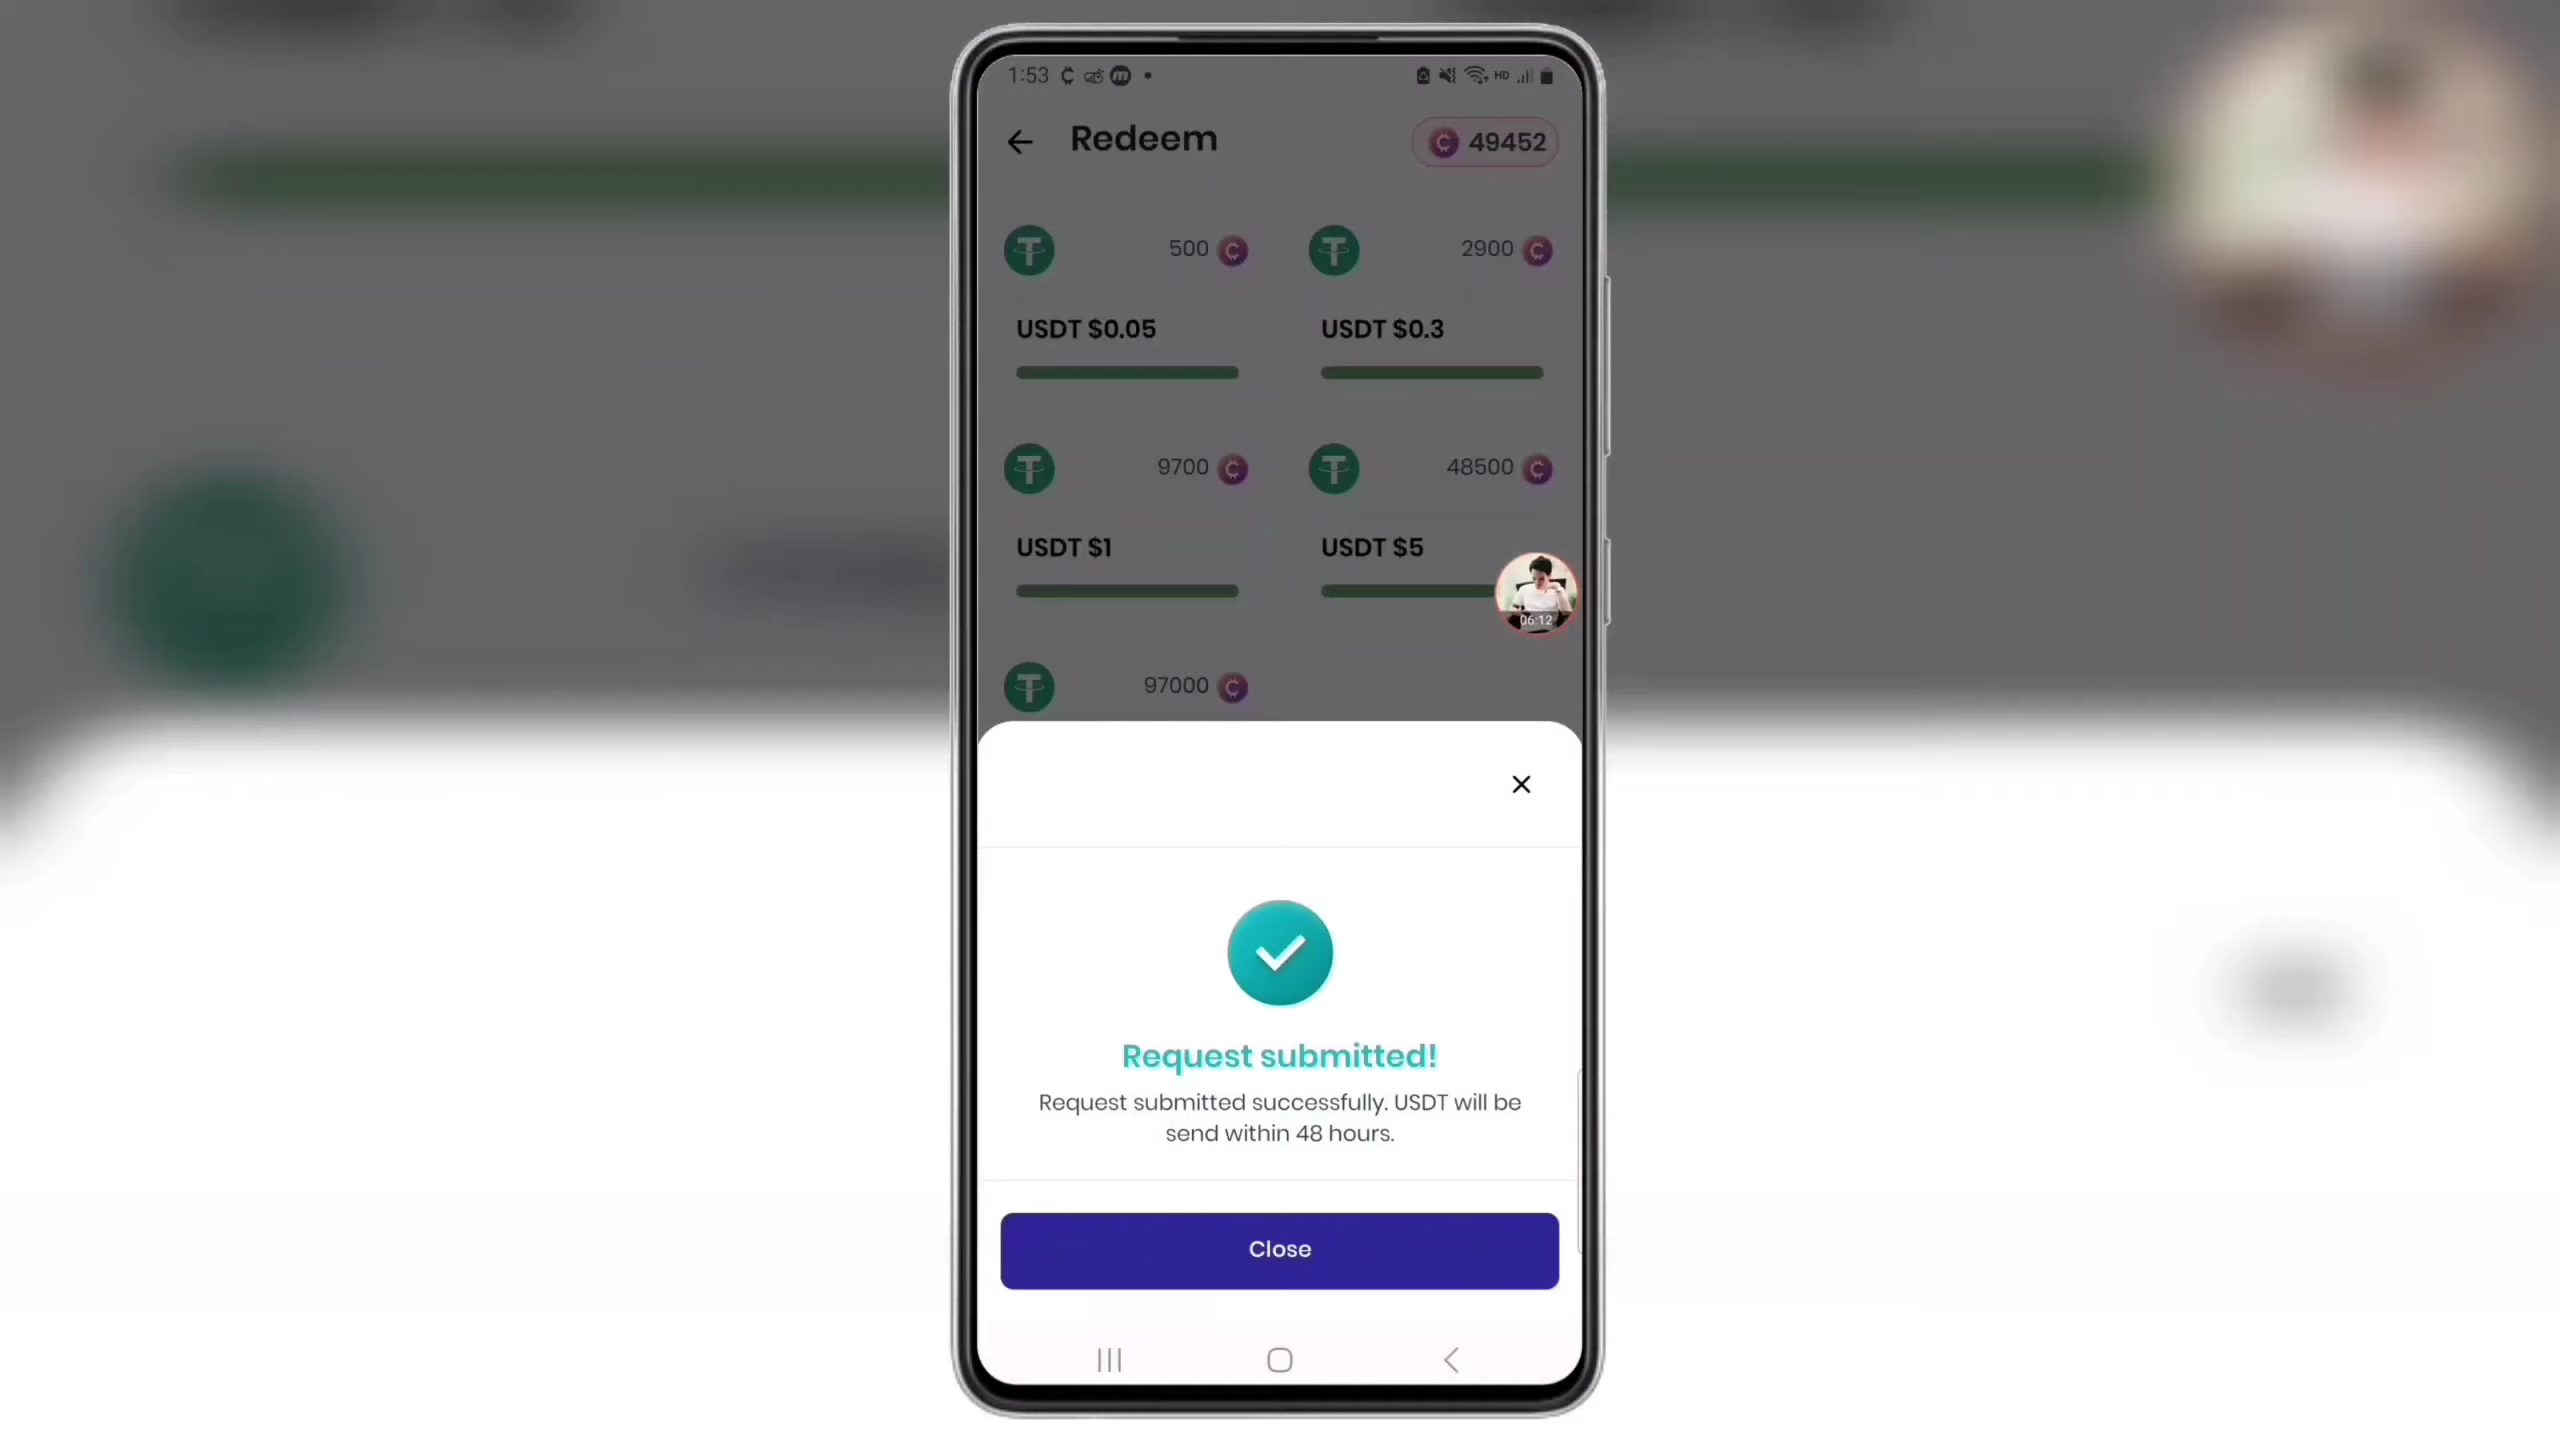 1:53
HD
Redeem
49452
500
2900
USDT $0.05
USDT $0.3
9700
48500
USDT $1
USDT $5
06:12
97000
Request submitted!
Request submitted successfully. USDT will be
send within 48 hours.
Close